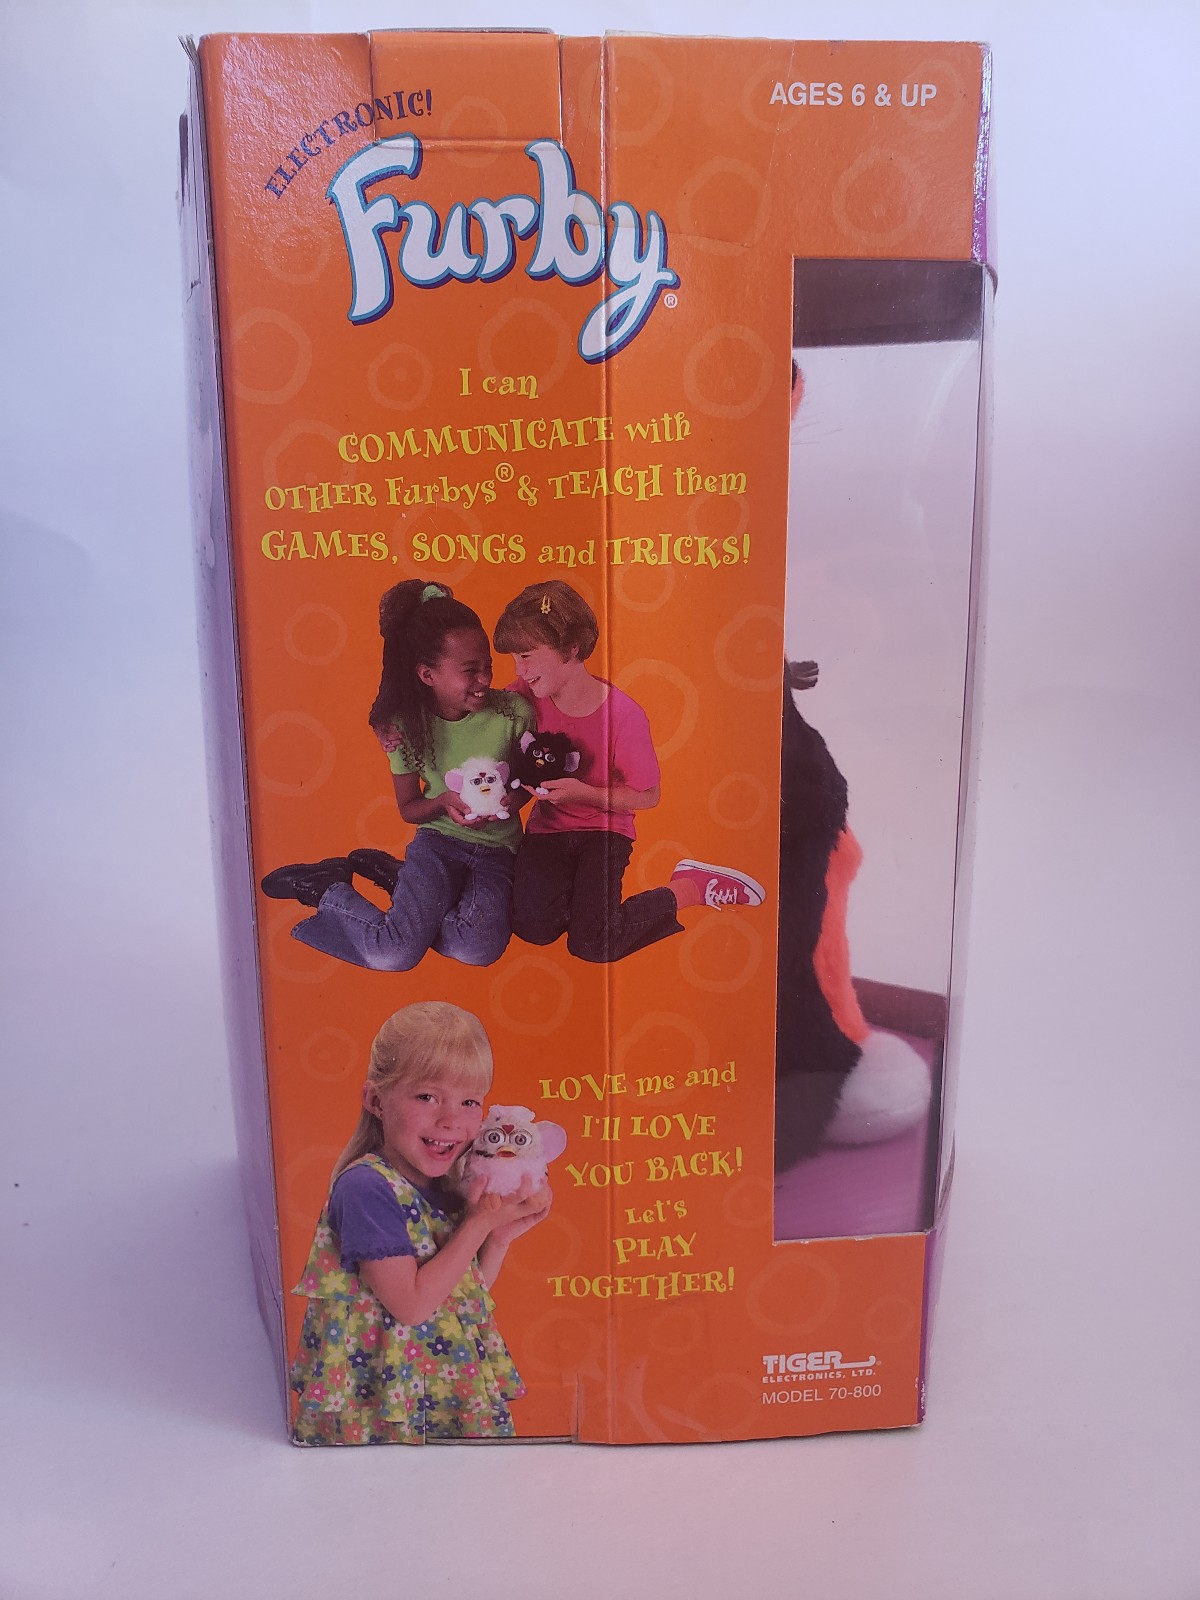 ELECTRONIC!
AGES 6 & UP
Furby®
I can
COMMUNICATE with
OTHER Furbys® & TEACH them
GAMES, SONGS and TRICKS!
LOVE me and
I'll LOVE
YOU BACK!
Let's
PLAY
TOGETHER!
TIGER®
ELECTRONICS, LTD.
MODEL 70-800